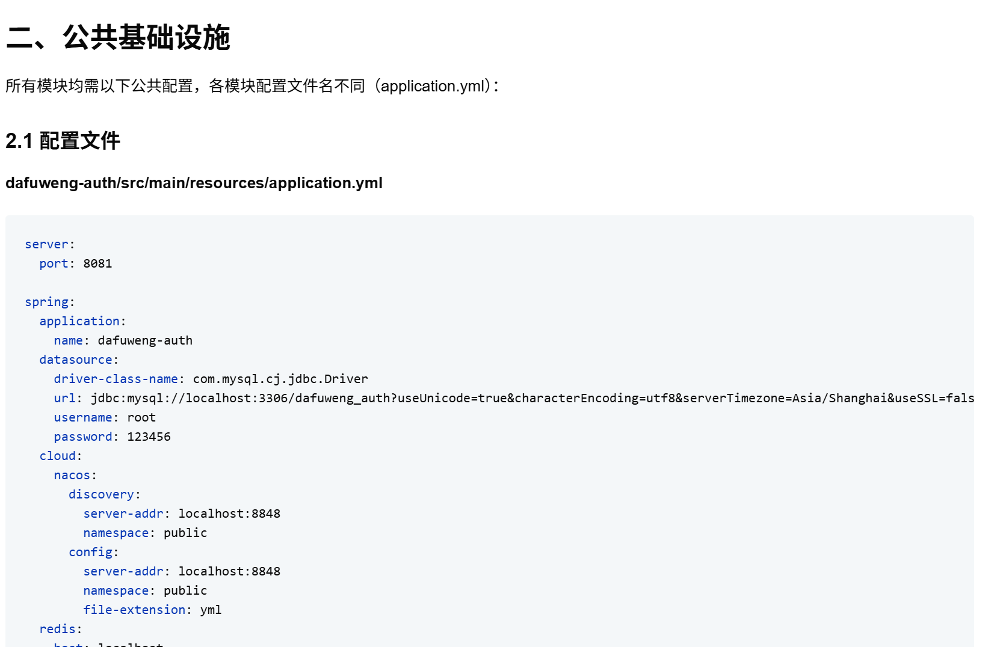 二、公共基础设施
所有模块均需以下公共配置，各模块配置文件名不同（application.yml）：
2.1 配置文件
dafuweng-auth/src/main/resources/application.yml
server:
  port: 8081
spring:
  application:
    name: dafuweng-auth
  datasource:
    driver-class-name: com.mysql.cj.jdbc.Driver
    url: jdbc:mysql://localhost:3306/dafuweng_auth?useUnicode=true&characterEncoding=utf8&serverTimezone=Asia/Shanghai&useSSL=fals
    username: root
    password: 123456
  cloud:
    nacos:
      discovery:
        server-addr: localhost:8848
        namespace: public
      config:
        server-addr: localhost:8848
        namespace: public
        file-extension: yml
  redis:
    host: localhost